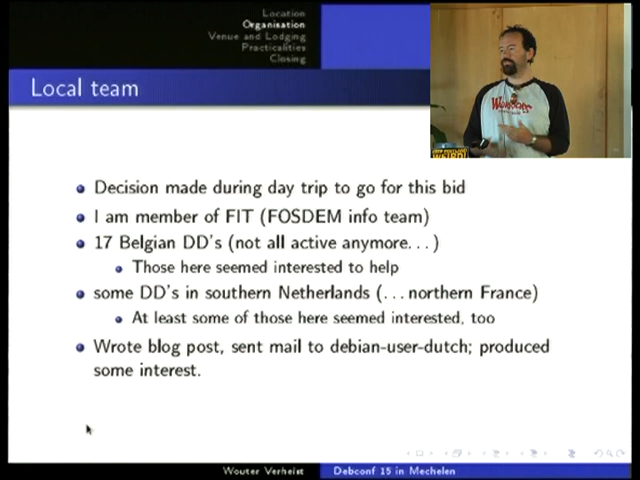 Location
Organisation
Venue and Lodging
Practicalities
Closing
Local team
Decision made during day trip to go for this bid
I am member of FIT (FOSDEM info team)
17 Belgian DD's (not all active anymore...)
Those here seemed interested to help
some DD's in southern Netherlands (...northern France)
At least some of those here seemed interested, too
Wrote blog post, sent mail to debian-user-dutch; produced
some interest.
Wouter Verhelst
Debconf 15 in Mechelen